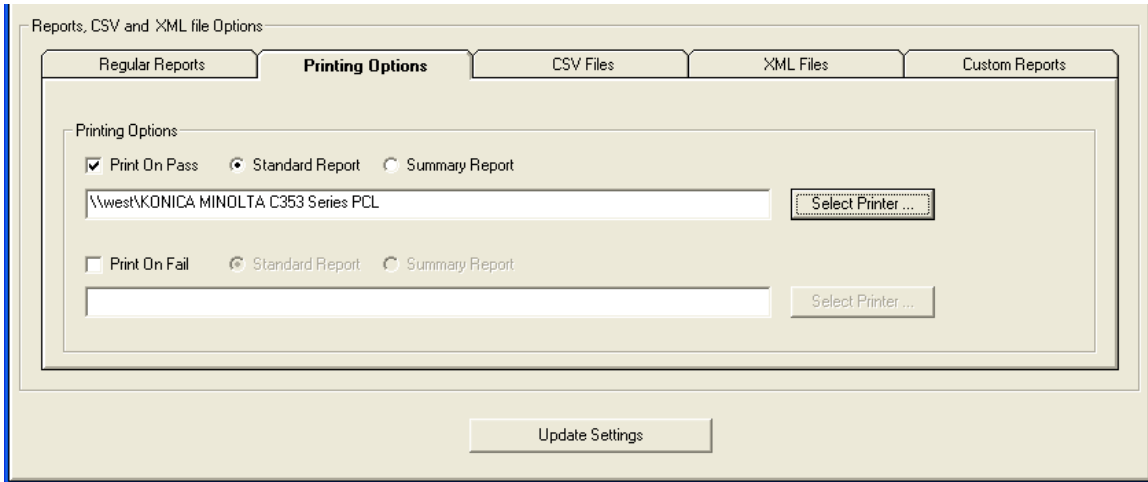 Reports, CSV and XML file Options
Regular Reports Printing Options CSV Files XML Files Custom Reports
Printing Options
Print On Pass Standard Report Summary Report
\\west\KONICA MINOLTA C353 Series PCL Select Printer ...
Print On Fail Standard Report Summary Report
Select Printer ...
Update Settings